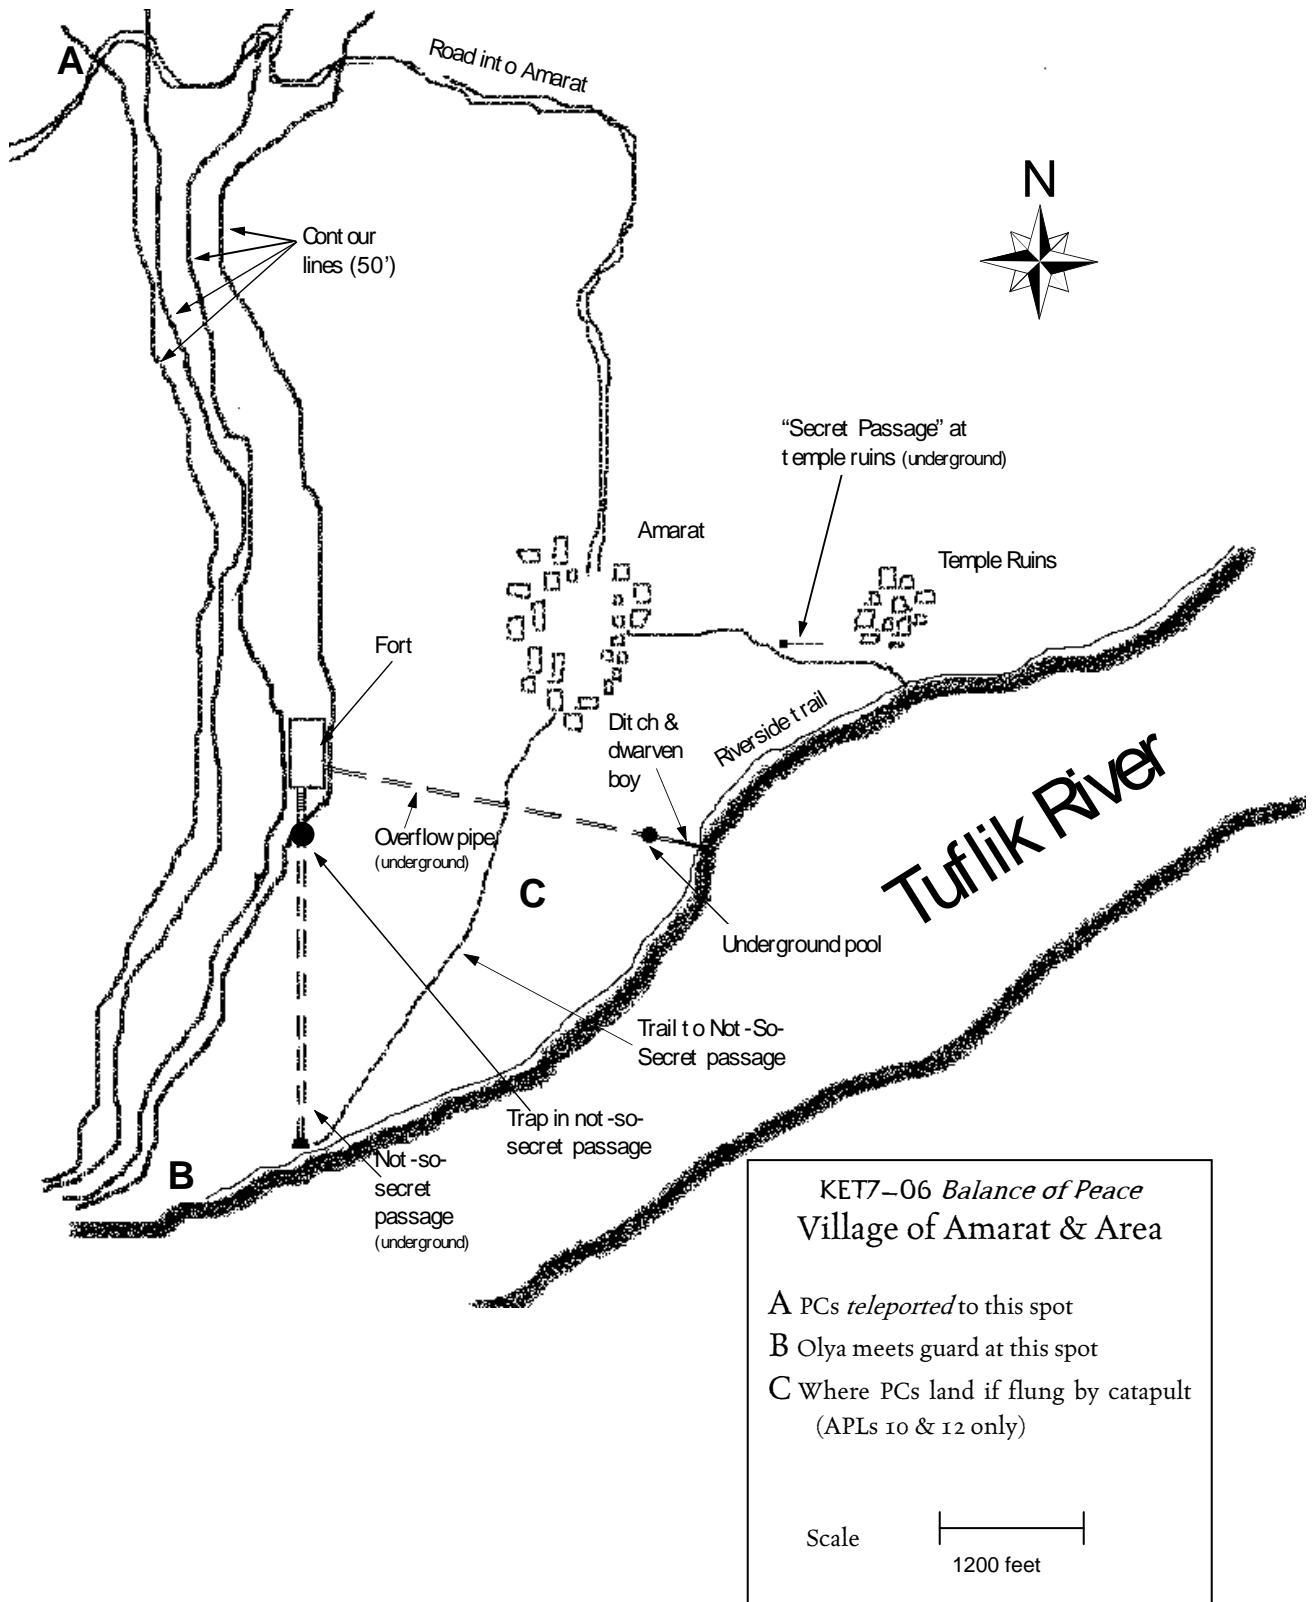 A
Road into Amarat
N
Contour
lines (50')
"Secret Passage" at
temple ruins (underground)
Amarat
Temple Ruins
Fort
Ditch &
dwarven
boy
Riverside trail
Tuflik River
Overflow pipe
(underground)
C
Underground pool
Trail to Not-So-
Secret passage
Trap in not-so-
secret passage
B
Not-so-
secret
passage
(underground)
KET7-06 Balance of Peace
Village of Amarat & Area
A PCs teleported to this spot
B Olya meets guard at this spot
C Where PCs land if flung by catapult
(APLs 10 & 12 only)
Scale
1200 feet